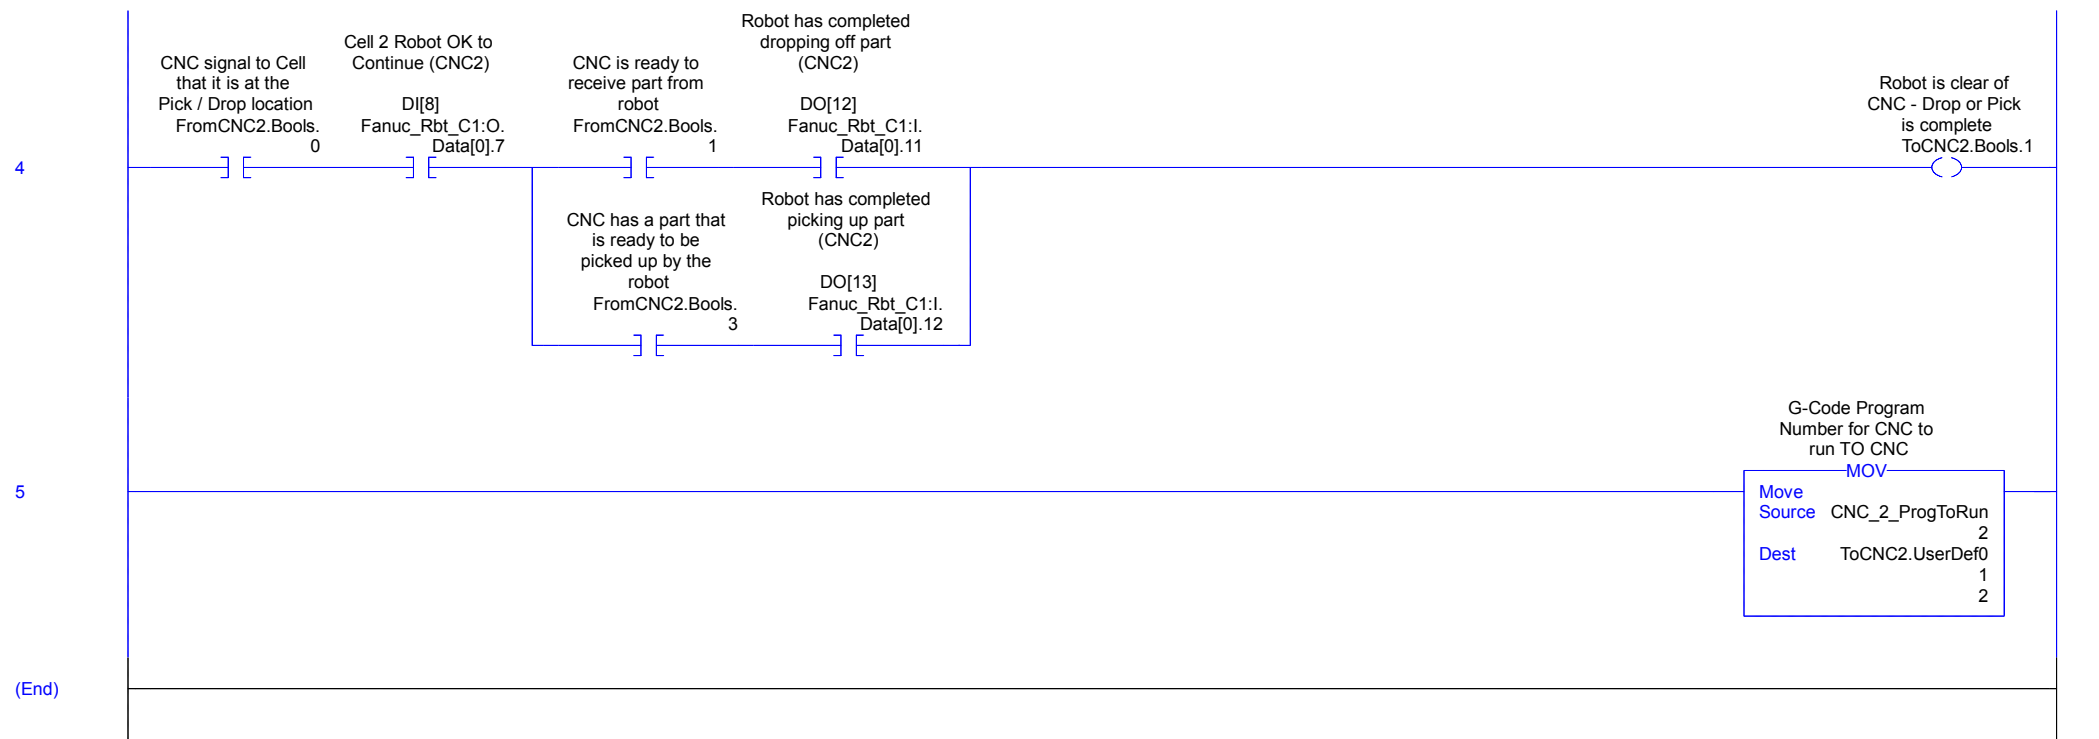 CNC signal to Cell
that it is at the
Pick / Drop location
FromCNC2.Bools.
0
Cell 2 Robot OK to
Continue (CNC2)
DI[8]
Fanuc_Rbt_C1:O.
Data[0].7
CNC is ready to
receive part from
robot
FromCNC2.Bools.
1
Robot has completed
dropping off part
(CNC2)
DO[12]
Fanuc_Rbt_C1:I.
Data[0].11
Robot is clear of
CNC - Drop or Pick
is complete
ToCNC2.Bools.1
4
CNC has a part that
is ready to be
picked up by the
robot
FromCNC2.Bools.
3
Robot has completed
picking up part
(CNC2)
DO[13]
Fanuc_Rbt_C1:I.
Data[0].12
G-Code Program
Number for CNC to
run TO CNC
MOV
5
Move
Source CNC_2_ProgToRun
2
Dest ToCNC2.UserDef0
1
2
(End)